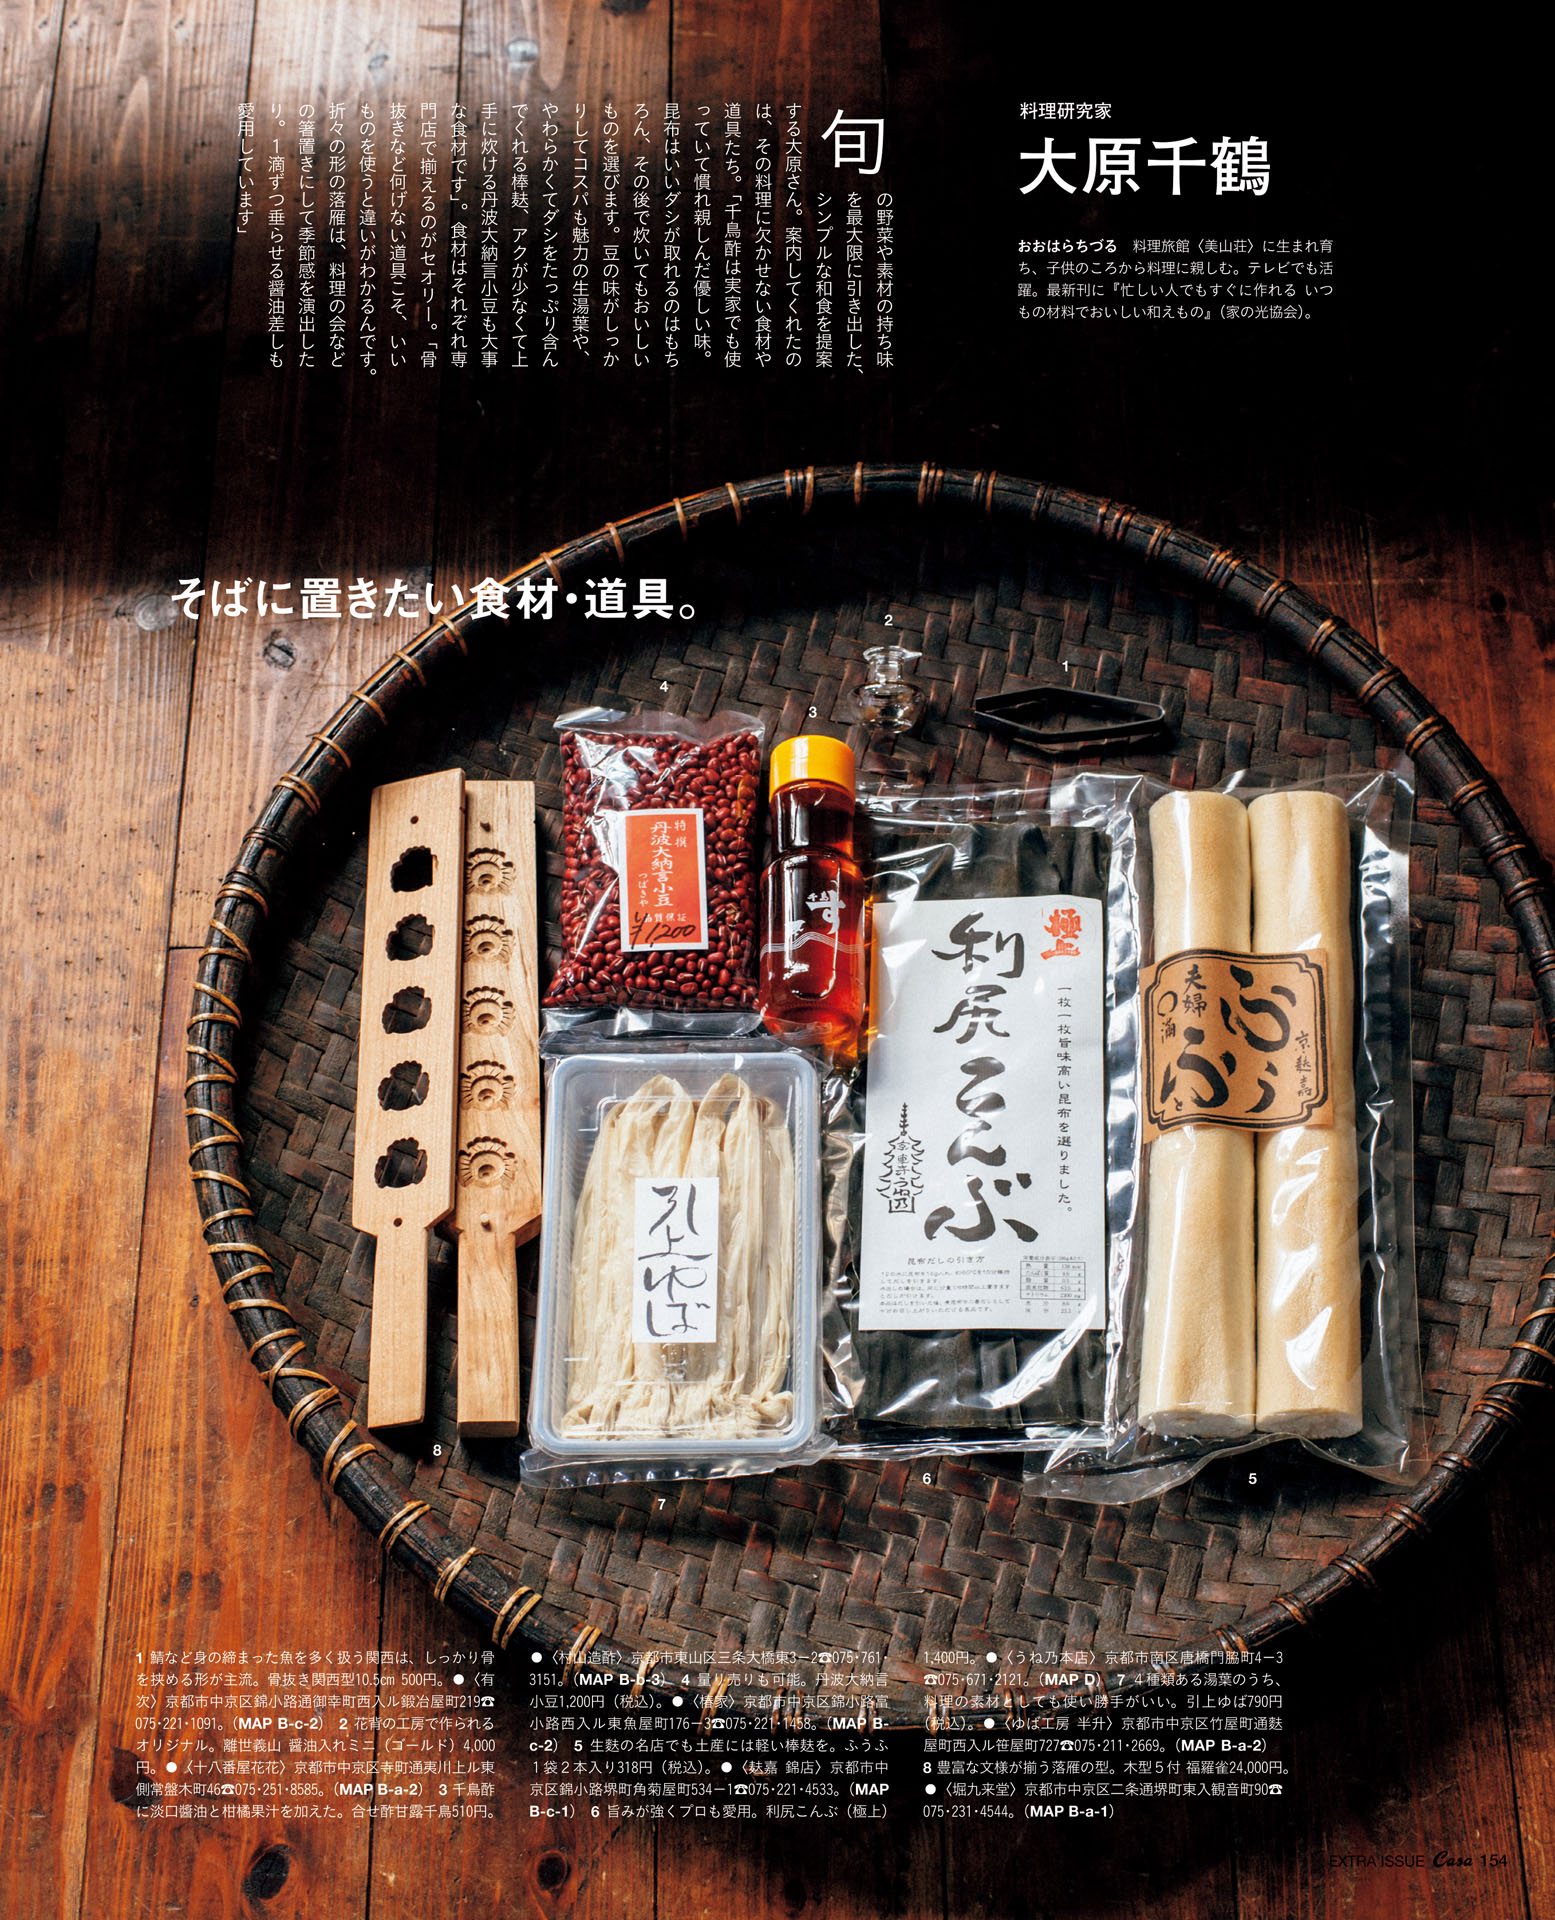 料理研究家
大原千鶴
おおはらちづる　料理旅館〈美山荘〉に生まれ育
ち、子供のころから料理に親しむ。テレビでも活
躍。最新刊に『忙しい人でもすぐに作れる いつ
もの材料でおいしい和えもの』（家の光協会）。
旬
の野菜や素材の持ち味
を最大限に引き出した、
シンプルな和食を提案
する大原さん。案内してくれたの
は、その料理に欠かせない食材や
道具たち。「千鳥酢は実家でも使
っていて慣れ親しんだ優しい味。
昆布はいいダシが取れるのはもち
ろん、その後で炊いてもおいしい
ものを選びます。豆の味がしっか
りしてコスパも魅力の生湯葉や、
やわらかくてダシをたっぷり含ん
でくれる棒麩、アクが少なくて上
手に炊ける丹波大納言小豆も大事
な食材です」。食材はそれぞれ専
門店で揃えるのがセオリー。「骨
抜きなど何げない道具こそ、いい
ものを使うと違いがわかるんです。
折々の形の落雁は、料理の会など
の箸置きにして季節感を演出した
り。1滴ずつ垂らせる醤油差しも
愛用しています」
そばに置きたい食材・道具。
2
1
4
3
特撰
丹波大納言小豆
つばきや
品質保証
¥1,200
千鳥
す
極上
利尻こんぶ
一枚一枚旨味高い昆布を選りました。
昆布だしの引き方
京・麩嘉
ふうふ
夫婦
引上ゆば
8
7
6
5
1 鯖など身の締まった魚を多く扱う関西は、しっかり骨
を挟める形が主流。骨抜き関西型10.5cm 500円。●〈有
次〉京都市中京区錦小路通御幸町西入ル鍛冶屋町219☎
075・221・1091。（MAP B-c-2） 2 花背の工房で作られる
オリジナル。離世義山 醤油入れミニ（ゴールド）4,000
円。●〈十八番屋花花〉京都市中京区寺町通夷川上ル東
側常盤木町46☎075・251・8585。（MAP B-a-2） 3 千鳥酢
に淡口醤油と柑橘果汁を加えた。合せ酢甘露千鳥510円。
●〈村山造酢〉京都市東山区三条大橋東3−2☎075・761・
3151。（MAP B-b-3） 4 量り売りも可能。丹波大納言
小豆1,200円（税込）。●〈椿家〉京都市中京区錦小路富
小路西入ル東魚屋町176−3☎075・221・1458。（MAP B-
c-2） 5 生麩の名店でも土産には軽い棒麩を。ふうふ
1袋2本入り318円（税込）。●〈麸嘉 錦店〉京都市中
京区錦小路堺町角菊屋町534−1☎075・221・4533。（MAP
B-c-1） 6 旨みが強くプロも愛用。利尻こんぶ（極上）
1,400円。●〈うね乃本店〉京都市南区唐橋門脇町4−3
☎075・671・2121。（MAP D） 7 4種類ある湯葉のうち、
料理の素材としても使い勝手がいい。引上ゆば790円
（税込）。●〈ゆば工房 半升〉京都市中京区竹屋町通麩
屋町西入ル笹屋町727☎075・211・2669。（MAP B-a-2）
8 豊富な文様が揃う落雁の型。木型5付 福羅雀24,000円。
●〈堀九来堂〉京都市中京区二条通堺町東入観音町90☎
075・231・4544。（MAP B-a-1）
EXTRA ISSUE Casa 154